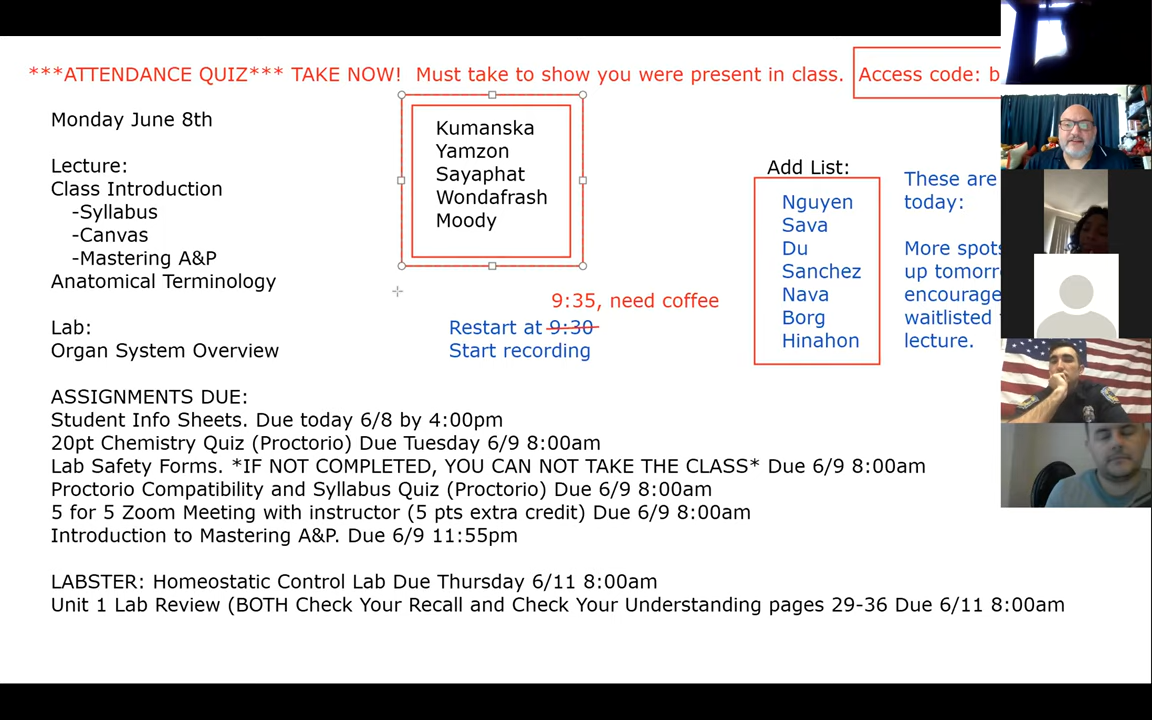 ***ATTENDANCE QUIZ*** TAKE NOW!  Must take to show you were present in class.  Access code: b
Monday June 8th
Lecture:
Class Introduction
-Syllabus
-Canvas
-Mastering A&P
Anatomical Terminology
Lab:
Organ System Overview
Kumanska
Yamzon
Sayaphat
Wondafrash
Moody
9:35, need coffee
Restart at 9:30
Start recording
Add List:
Nguyen
Sava
Du
Sanchez
Nava
Borg
Hinahon
These are
today:
More spots
up tomorr
encourage
waitlisted
lecture.
ASSIGNMENTS DUE:
Student Info Sheets. Due today 6/8 by 4:00pm
20pt Chemistry Quiz (Proctorio) Due Tuesday 6/9 8:00am
Lab Safety Forms. *IF NOT COMPLETED, YOU CAN NOT TAKE THE CLASS* Due 6/9 8:00am
Proctorio Compatibility and Syllabus Quiz (Proctorio) Due 6/9 8:00am
5 for 5 Zoom Meeting with instructor (5 pts extra credit) Due 6/9 8:00am
Introduction to Mastering A&P. Due 6/9 11:55pm
LABSTER: Homeostatic Control Lab Due Thursday 6/11 8:00am
Unit 1 Lab Review (BOTH Check Your Recall and Check Your Understanding pages 29-36 Due 6/11 8:00am